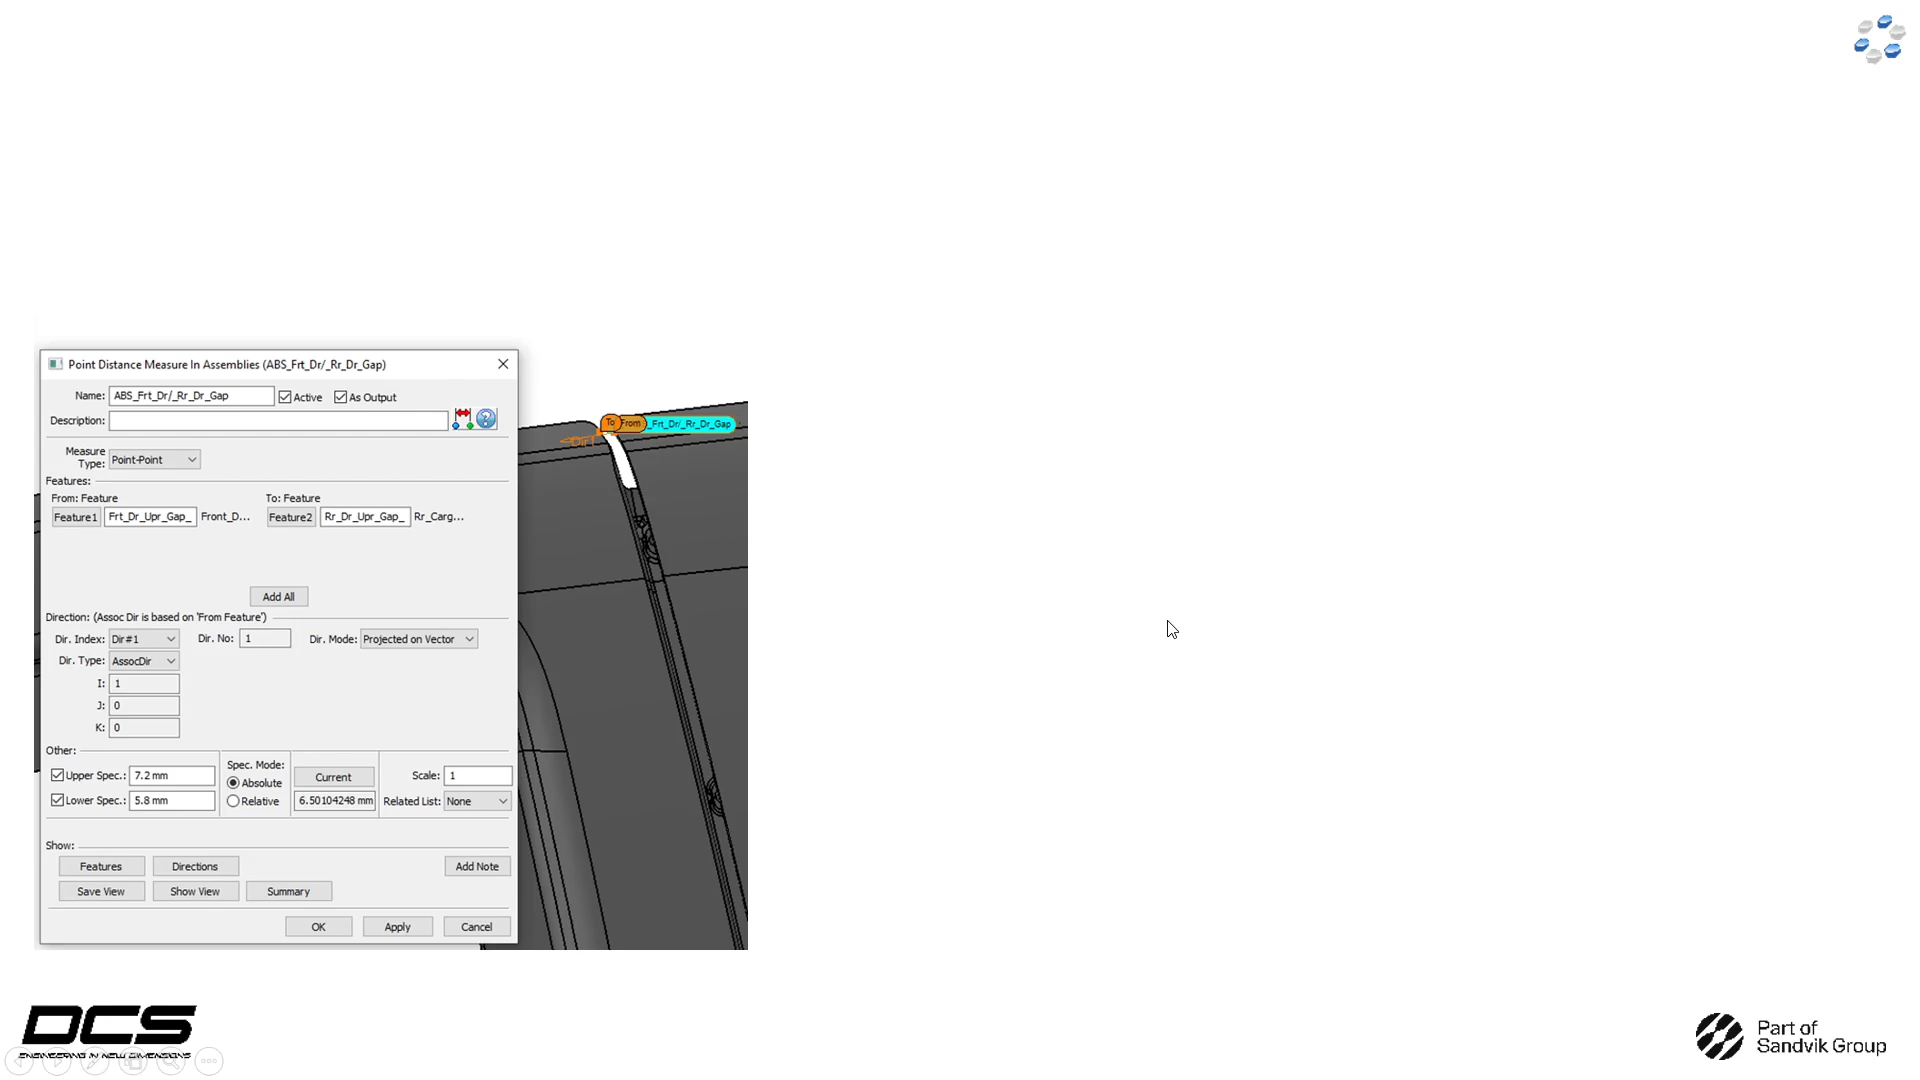 Point Distance Measure In Assemblies (ABS_Frt_Dr/_Rr_Dr_Gap)
Name: ABS_Frt_Dr/_Rr_Dr_Gap Active As Output
Description:
Measure Type: Point-Point
Features:
From: Feature To: Feature
Feature1 Frt_Dr_Upr_Gap_ Front_D... Feature2 Rr_Dr_Upr_Gap_ Rr_Carg...
Add All
Direction: (Assoc Dir is based on 'From Feature')
Dir. Index: Dir#1 Dir. No: 1 Dir. Mode: Projected on Vector
Dir. Type: AssocDir
I: 1
J: 0
K: 0
Other:
Upper Spec.: 7.2 mm Spec. Mode: Absolute Current Scale: 1
Lower Spec.: 5.8 mm Relative 6.50104248 mm Related List: None
Show:
Features Directions Add Note
Save View Show View Summary
OK Apply Cancel
To From _Frt_Dr/_Rr_Dr_Gap
Dir1
DCS
ENGINEERING IN NEW DIMENSIONS
Part of
Sandvik Group